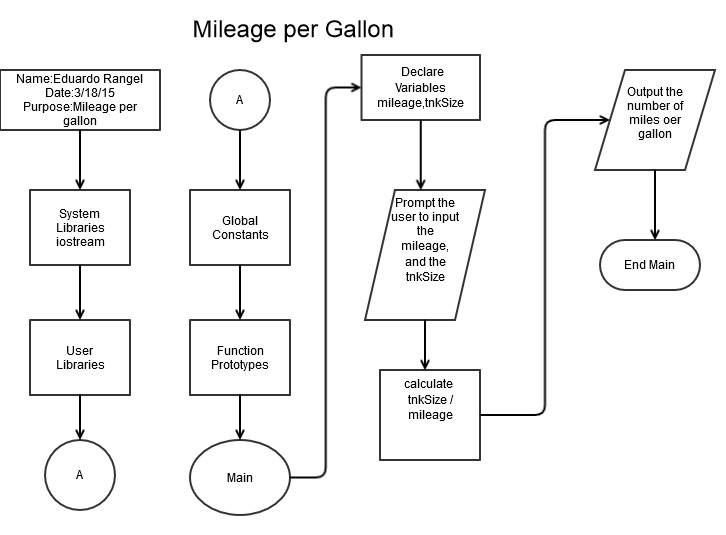 Mileage per Gallon
Name:Eduardo Rangel
Date:3/18/15
Purpose:Mileage per
gallon
System
Libraries
iostream
User
Libraries
A
A
Global
Constants
Function
Prototypes
Main
Declare
Variables
mileage,tnkSize
Prompt the
user to input
the
mileage,
and the
tnkSize
calculate
tnkSize /
mileage
Output the
number of
miles oer
gallon
End Main